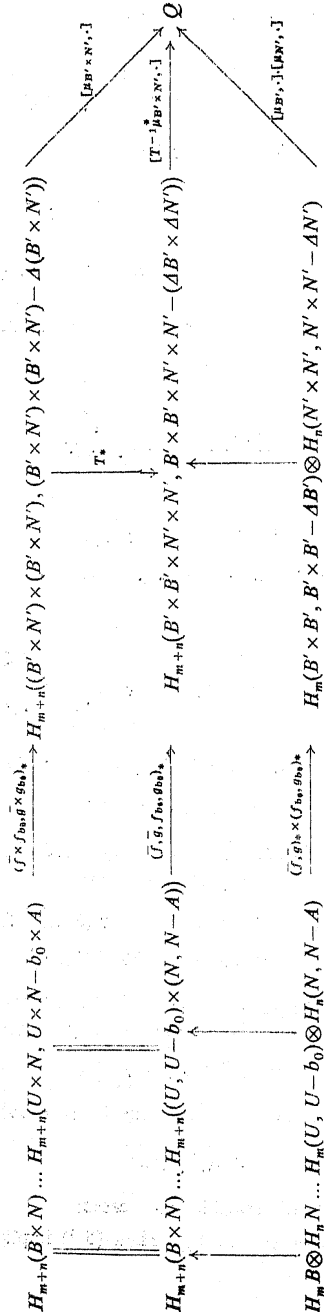 H_{m+n}(B×N) ... H_{m+n}(U×N, U×N−b_0×A) (f̄×f_{b_0}, ḡ×g_{b_0})_* H_{m+n}((B′×N′)×(B′×N′), (B′×N′)×(B′×N′)−Δ(B′×N′)) [μ_{B′×N′},·]
T_*
H_{m+n}(B×N) ... H_{m+n}((U, U−b_0)×(N, N−A)) (f̄, ḡ, f_{b_0}, g_{b_0})_* H_{m+n}(B′×B′×N′×N′, B′×B′×N′×N′−(ΔB′×ΔN′)) [T^{-1*}μ_{B′×N′},·] Q
H_m B⊗H_n N ... H_m(U, U−b_0)⊗H_n(N, N−A) (f̄, ḡ)_*×(f_{b_0}, g_{b_0})_* H_m(B′×B′, B′×B′−ΔB′)⊗H_n(N′×N′, N′×N′−ΔN′) [μ_{B′},·]·[μ_{N′},·]